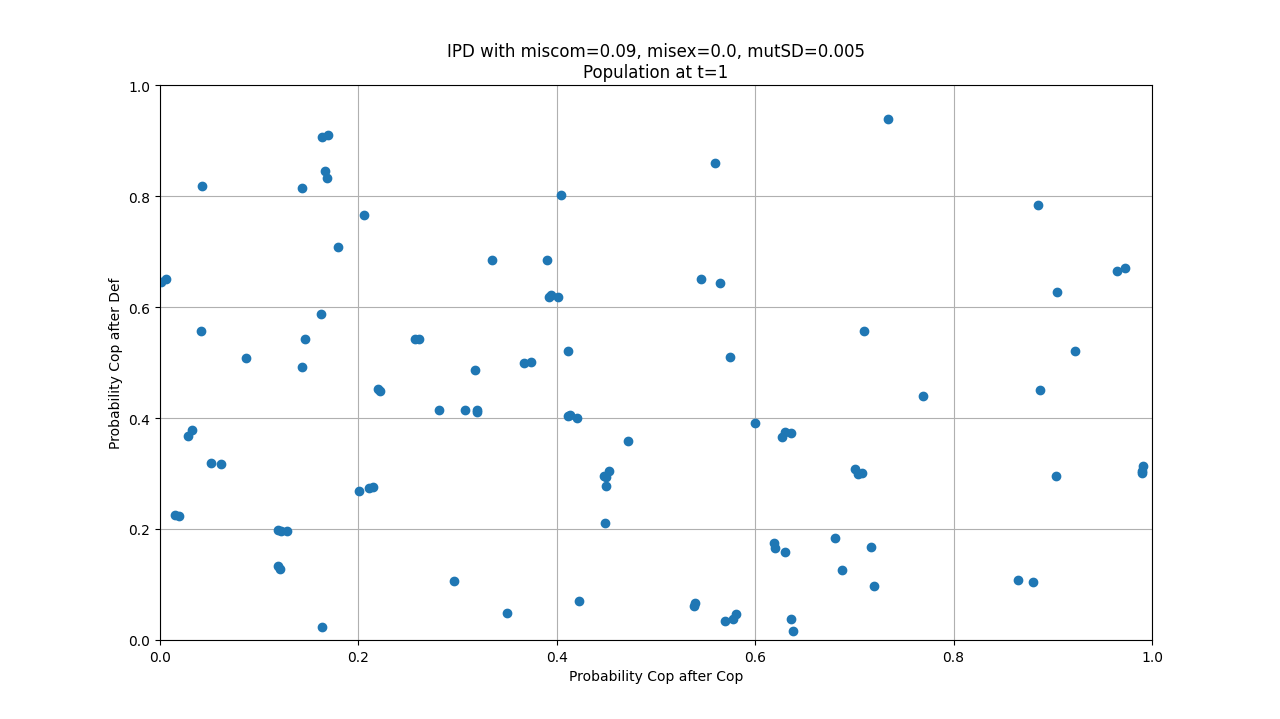 IPD with miscom=0.09, misex=0.0, mutSD=0.005
Population at t=1
1.0
0.8
0.6
0.4
0.2
0.0
Probability Cop after Def
0.0 0.2 0.4 0.6 0.8 1.0
Probability Cop after Cop